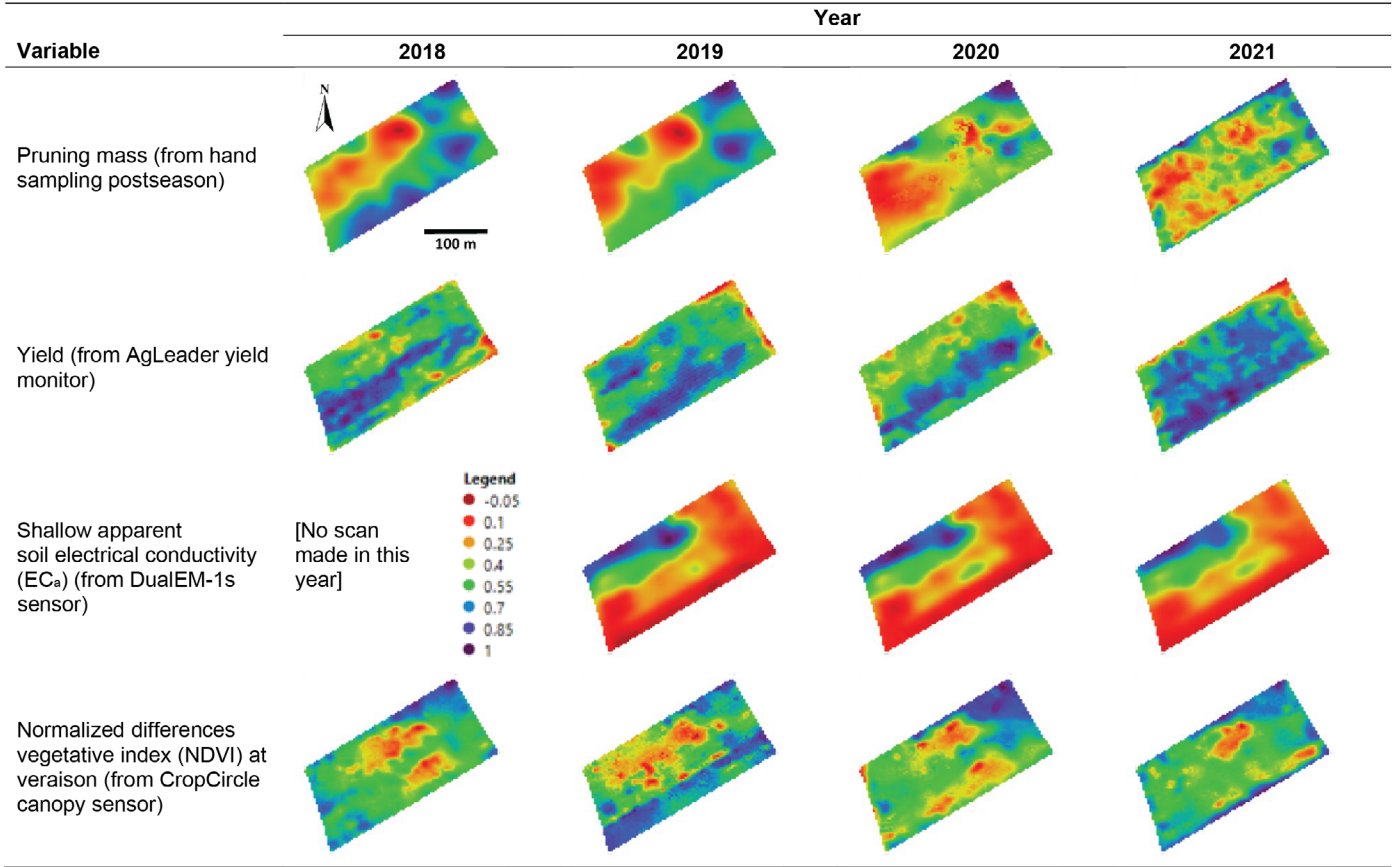 Year
Variable
2018
2019
2020
2021
N
Pruning mass (from hand
sampling postseason)
100 m
Yield (from AgLeader yield
monitor)
Shallow apparent
soil electrical conductivity
(ECₐ) (from DualEM-1s
sensor)
[No scan
made in this
year]
Legend
-0.05
0.1
0.25
0.4
0.55
0.7
0.85
1
Normalized differences
vegetative index (NDVI) at
veraison (from CropCircle
canopy sensor)